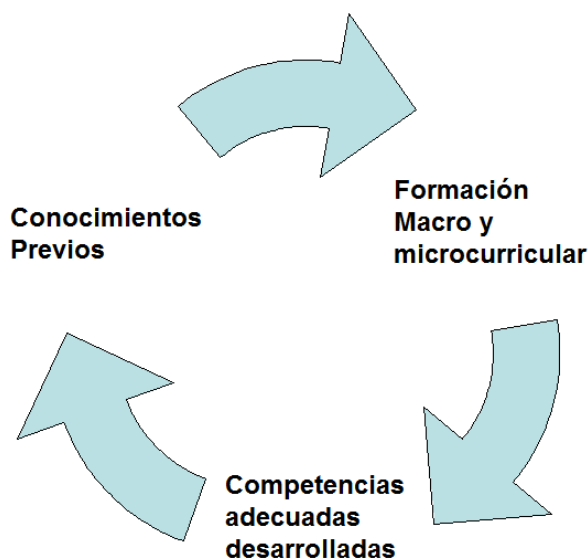 Conocimientos
Previos
Formación
Macro y
microcurricular
Competencias
adecuadas
desarrolladas